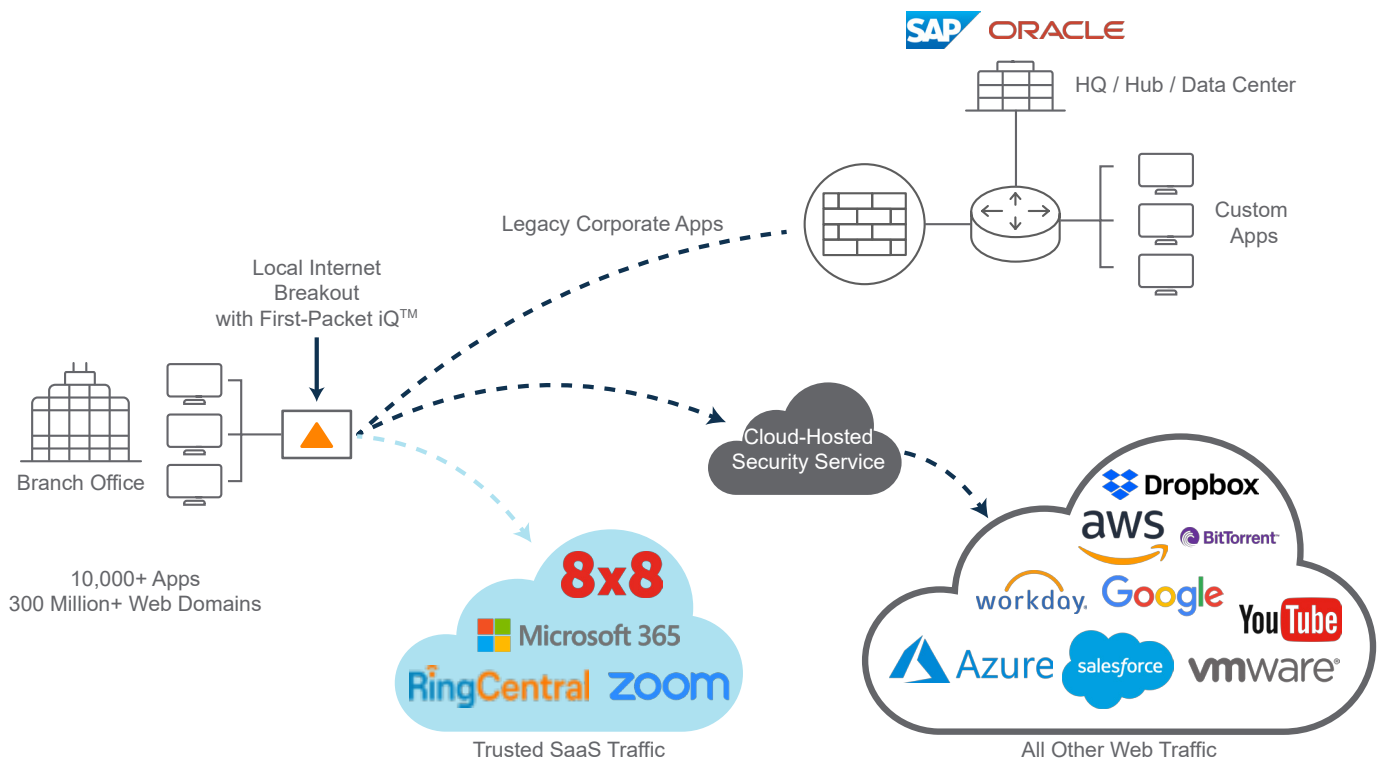 SAP ORACLE
HQ / Hub / Data Center
Legacy Corporate Apps
Custom
Apps
Local Internet
Breakout
with First-Packet iQ™
Branch Office
10,000+ Apps
300 Million+ Web Domains
Cloud-Hosted
Security Service
8x8
Microsoft 365
RingCentral zoom
Trusted SaaS Traffic
Dropbox
aws
BitTorrent
workday.
Google
YouTube
Azure
salesforce
vmware®
All Other Web Traffic